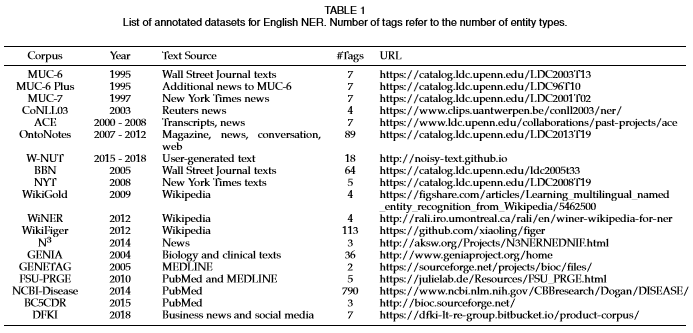 TABLE 1
List of annotated datasets for English NER. Number of tags refer to the number of entity types.
Corpus Year Text Source #Tags URL
MUC-6 1995 Wall Street Journal texts 7 https://catalog.ldc.upenn.edu/LDC2003T13
MUC-6 Plus 1995 Additional news to MUC-6 7 https://catalog.ldc.upenn.edu/LDC96T10
MUC-7 1997 New York Times news 7 https://catalog.ldc.upenn.edu/LDC2001T02
CoNLL03 2003 Reuters news 4 https://www.clips.uantwerpen.be/conll2003/ner/
ACE 2000 - 2008 Transcripts, news 7 https://www.ldc.upenn.edu/collaborations/past-projects/ace
OntoNotes 2007 - 2012 Magazine, news, conversation, 89 https://catalog.ldc.upenn.edu/LDC2013T19
web
W-NUT 2015 - 2018 User-generated text 18 http://noisy-text.github.io
BBN 2005 Wall Street Journal texts 64 https://catalog.ldc.upenn.edu/ldc2005t33
NYT 2008 New York Times texts 5 https://catalog.ldc.upenn.edu/LDC2008T19
WikiGold 2009 Wikipedia 4 https://figshare.com/articles/Learning_multilingual_named
_entity_recognition_from_Wikipedia/5462500
WiNER 2012 Wikipedia 4 http://rali.iro.umontreal.ca/rali/en/winer-wikipedia-for-ner
WikiFiger 2012 Wikipedia 113 https://github.com/xiaoling/figer
N³ 2014 News 3 http://aksw.org/Projects/N3NERNEDNIF.html
GENIA 2004 Biology and clinical texts 36 http://www.geniaproject.org/home
GENETAG 2005 MEDLINE 2 https://sourceforge.net/projects/bioc/files/
FSU-PRGE 2010 PubMed and MEDLINE 5 https://julielab.de/Resources/FSU_PRGE.html
NCBI-Disease 2014 PubMed 790 https://www.ncbi.nlm.nih.gov/CBBresearch/Dogan/DISEASE/
BC5CDR 2015 PubMed 3 http://bioc.sourceforge.net/
DFKI 2018 Business news and social media 7 https://dfki-lt-re-group.bitbucket.io/product-corpus/